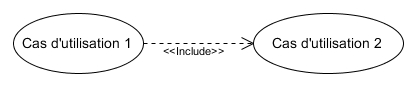 Cas d'utilisation 1
<<Include>>
Cas d'utilisation 2